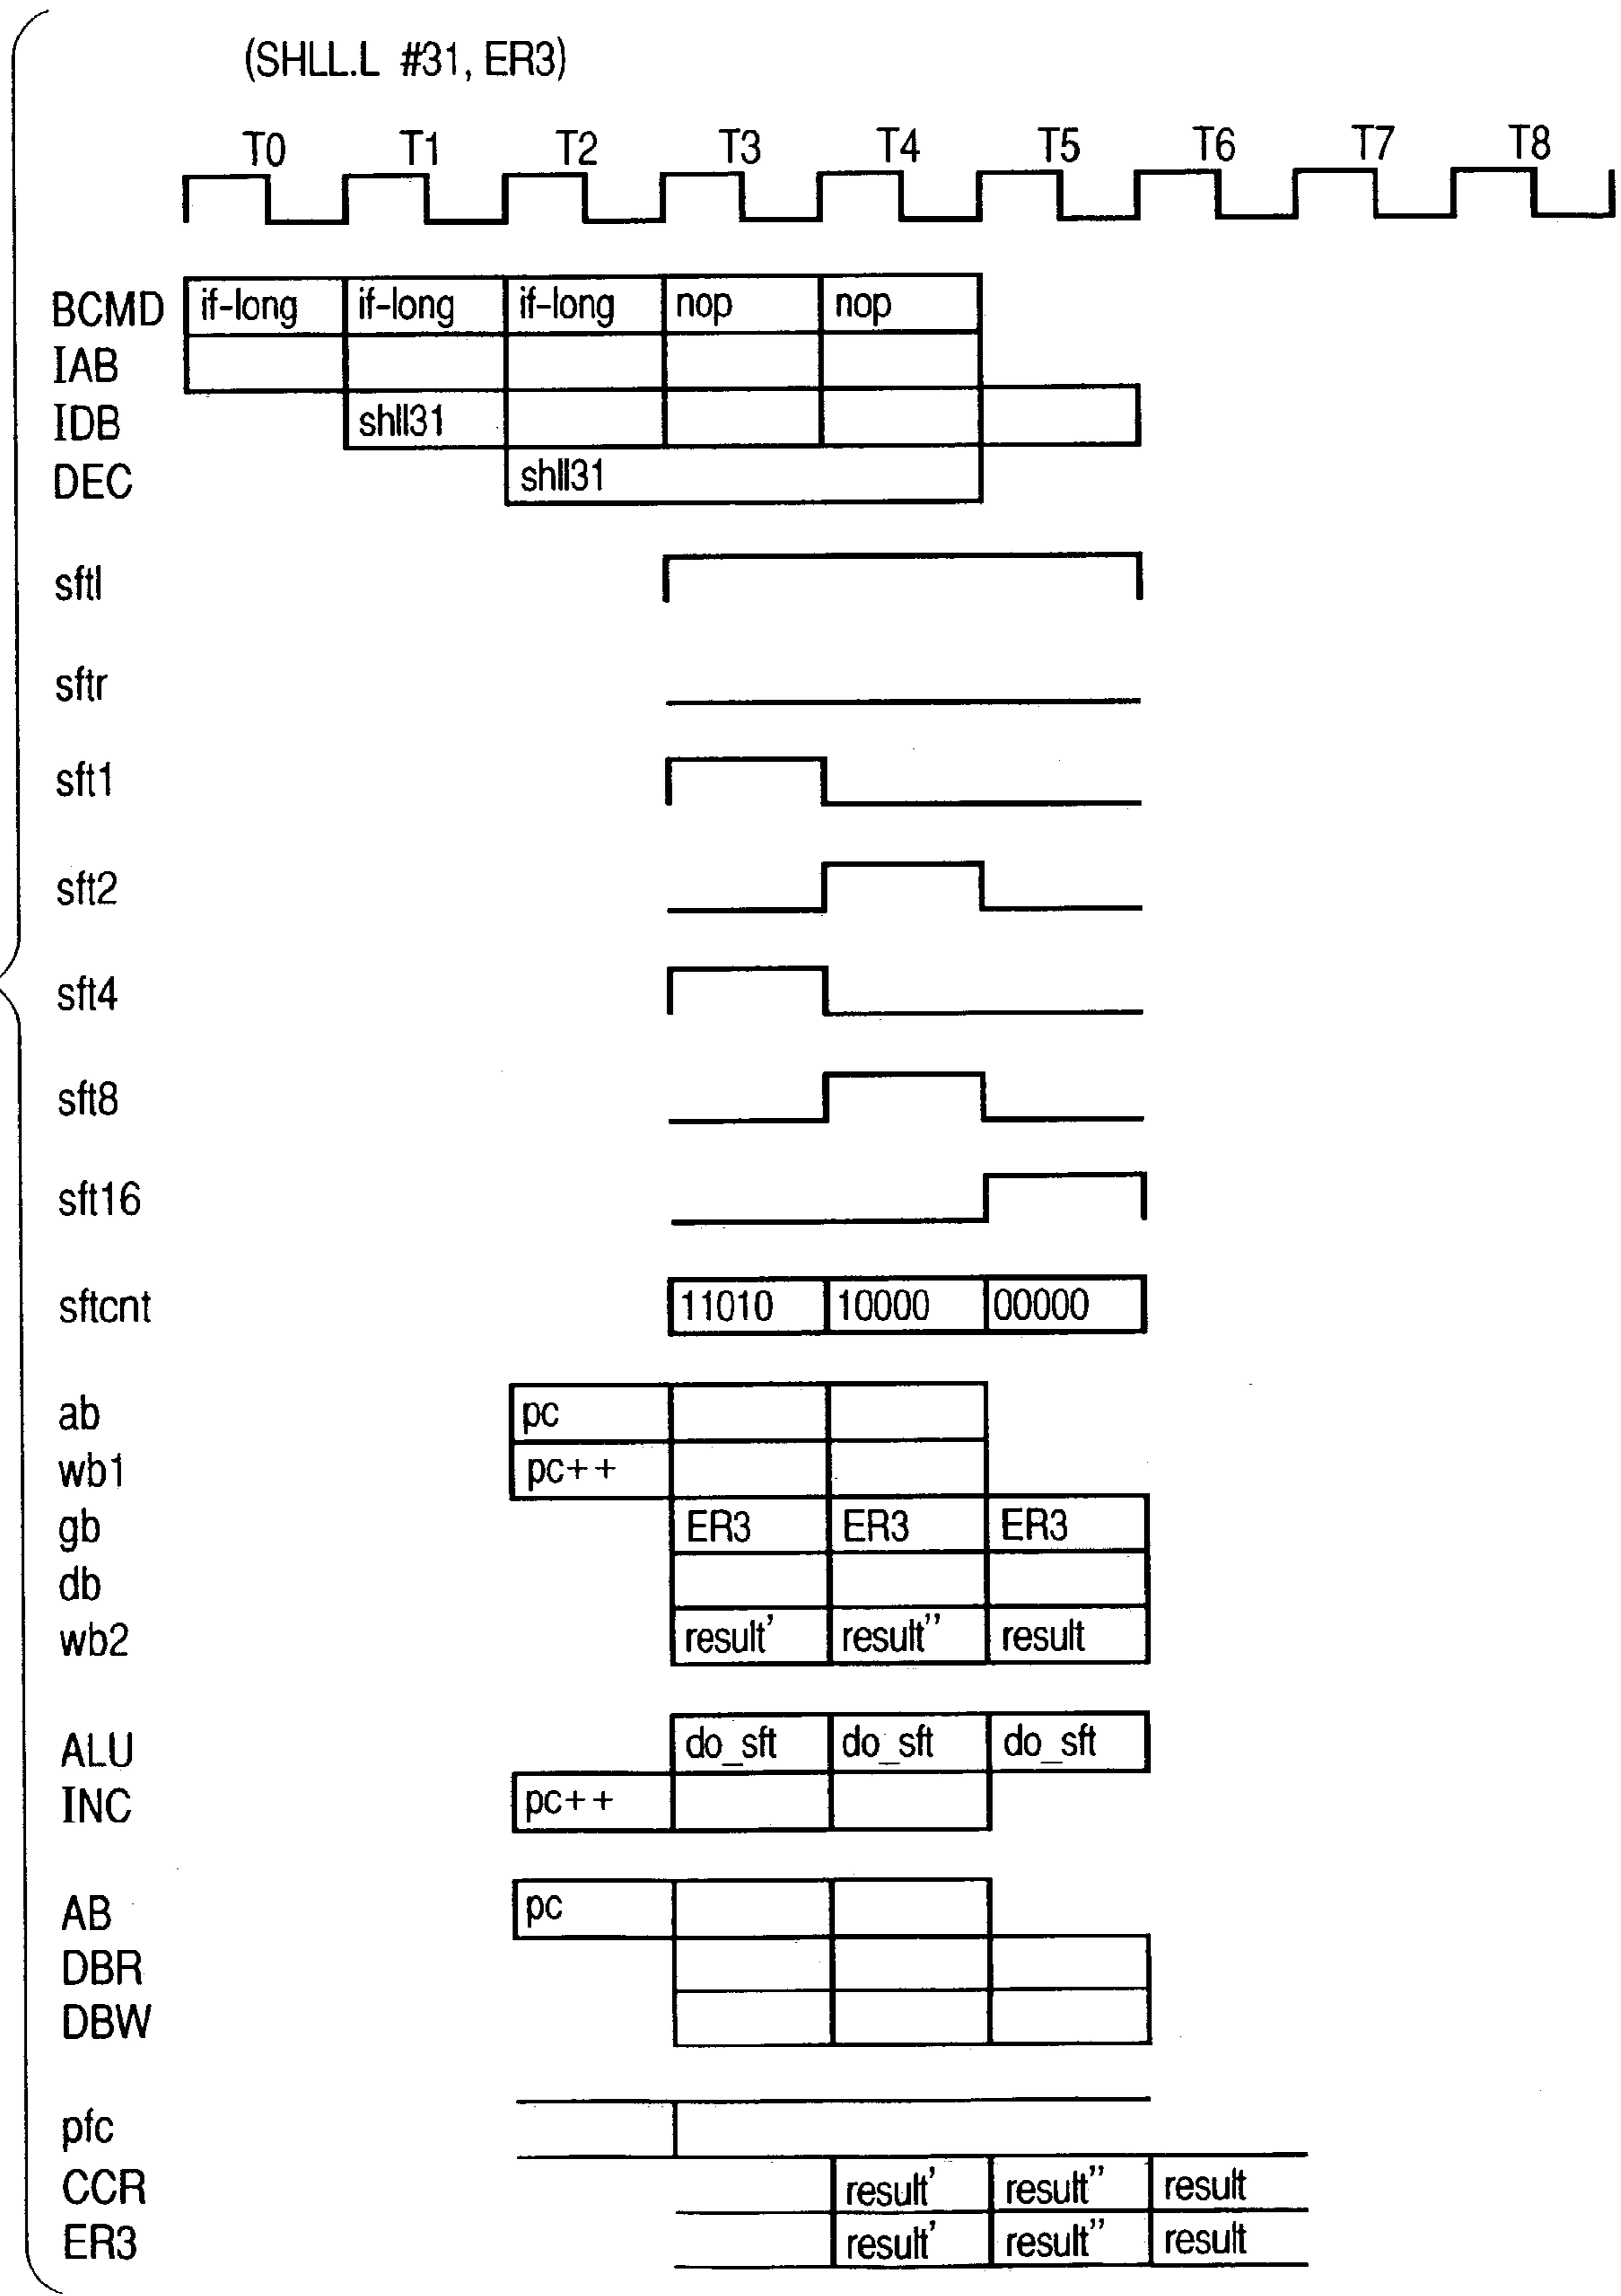 (SHLL.L #31, ER3)
T0 T1 T2 T3 T4 T5 T6 T7 T8
BCMD if-long if-long if-long nop nop
IAB
IDB shll31
DEC shll31
sftl
sftr
sft1
sft2
sft4
sft8
sft16
sftcnt 11010 10000 00000
ab pc
wb1 pc++
gb ER3 ER3 ER3
db
wb2 result' result" result
ALU do_sft do_sft do_sft
INC pc++
AB pc
DBR
DBW
pfc
CCR result' result" result
ER3 result' result" result